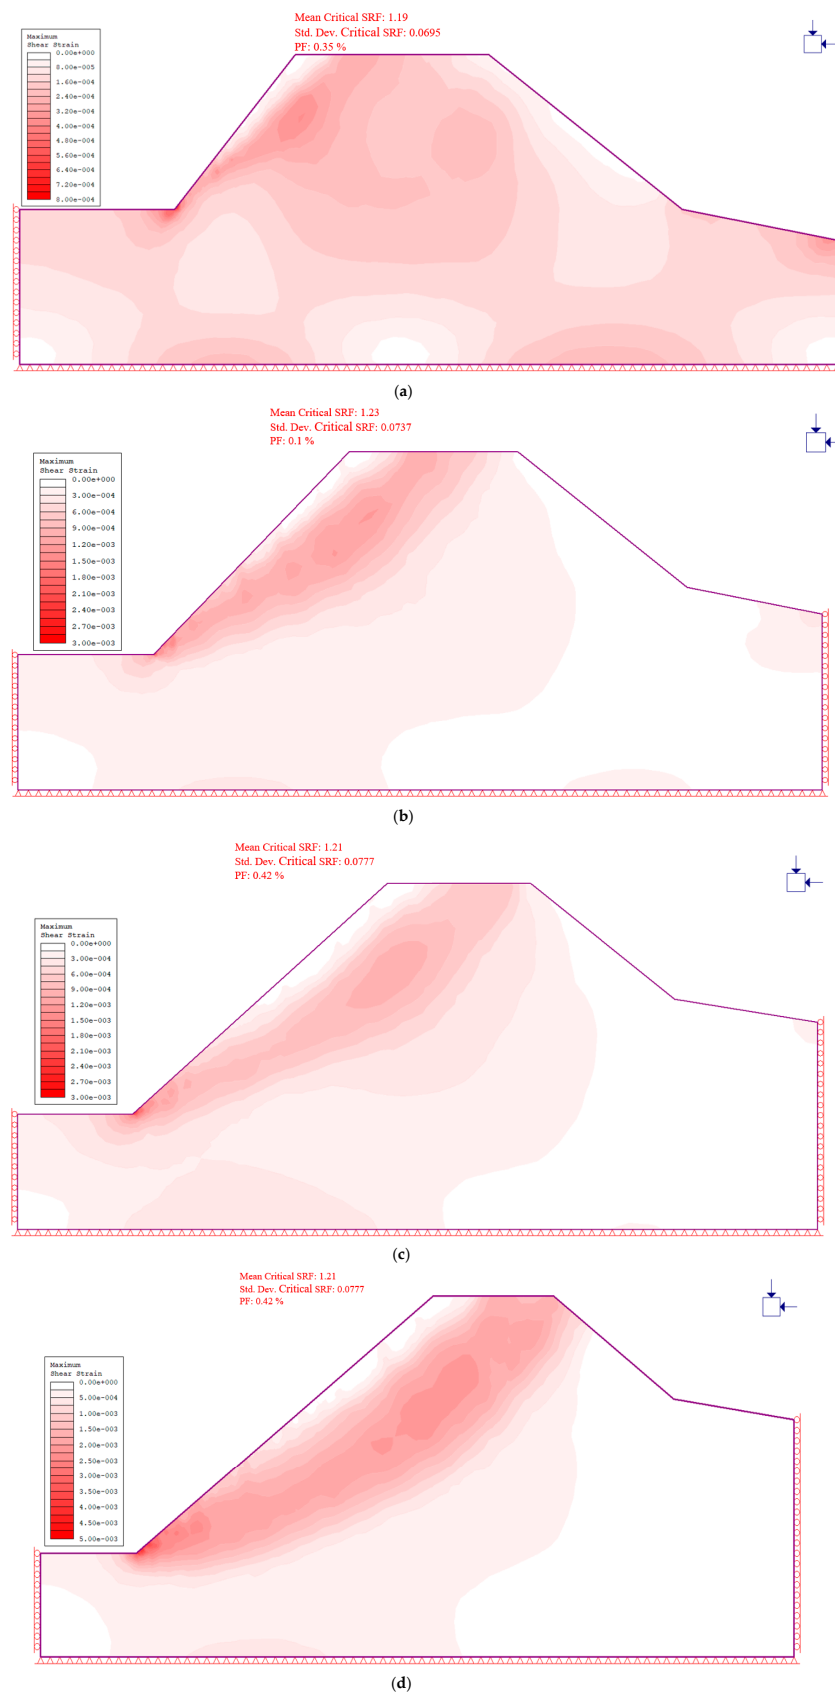 Mean Critical SRF: 1.19
Std. Dev. Critical SRF: 0.0695
PF: 0.35 %
Maximum
Shear Strain
0.00e+000
8.00e-005
1.60e-004
2.40e-004
3.20e-004
4.00e-004
4.80e-004
5.60e-004
6.40e-004
7.20e-004
8.00e-004
(a)
Mean Critical SRF: 1.23
Std. Dev. Critical SRF: 0.0737
PF: 0.1 %
Maximum
Shear Strain
0.00e+000
3.00e-004
6.00e-004
9.00e-004
1.20e-003
1.50e-003
1.80e-003
2.10e-003
2.40e-003
2.70e-003
3.00e-003
(b)
Mean Critical SRF: 1.21
Std. Dev. Critical SRF: 0.0777
PF: 0.42 %
Maximum
Shear Strain
0.00e+000
3.00e-004
6.00e-004
9.00e-004
1.20e-003
1.50e-003
1.80e-003
2.10e-003
2.40e-003
2.70e-003
3.00e-003
(c)
Mean Critical SRF: 1.21
Std. Dev. Critical SRF: 0.0777
PF: 0.42 %
Maximum
Shear Strain
0.00e+000
5.00e-004
1.00e-003
1.50e-003
2.00e-003
2.50e-003
3.00e-003
3.50e-003
4.00e-003
4.50e-003
5.00e-003
(d)